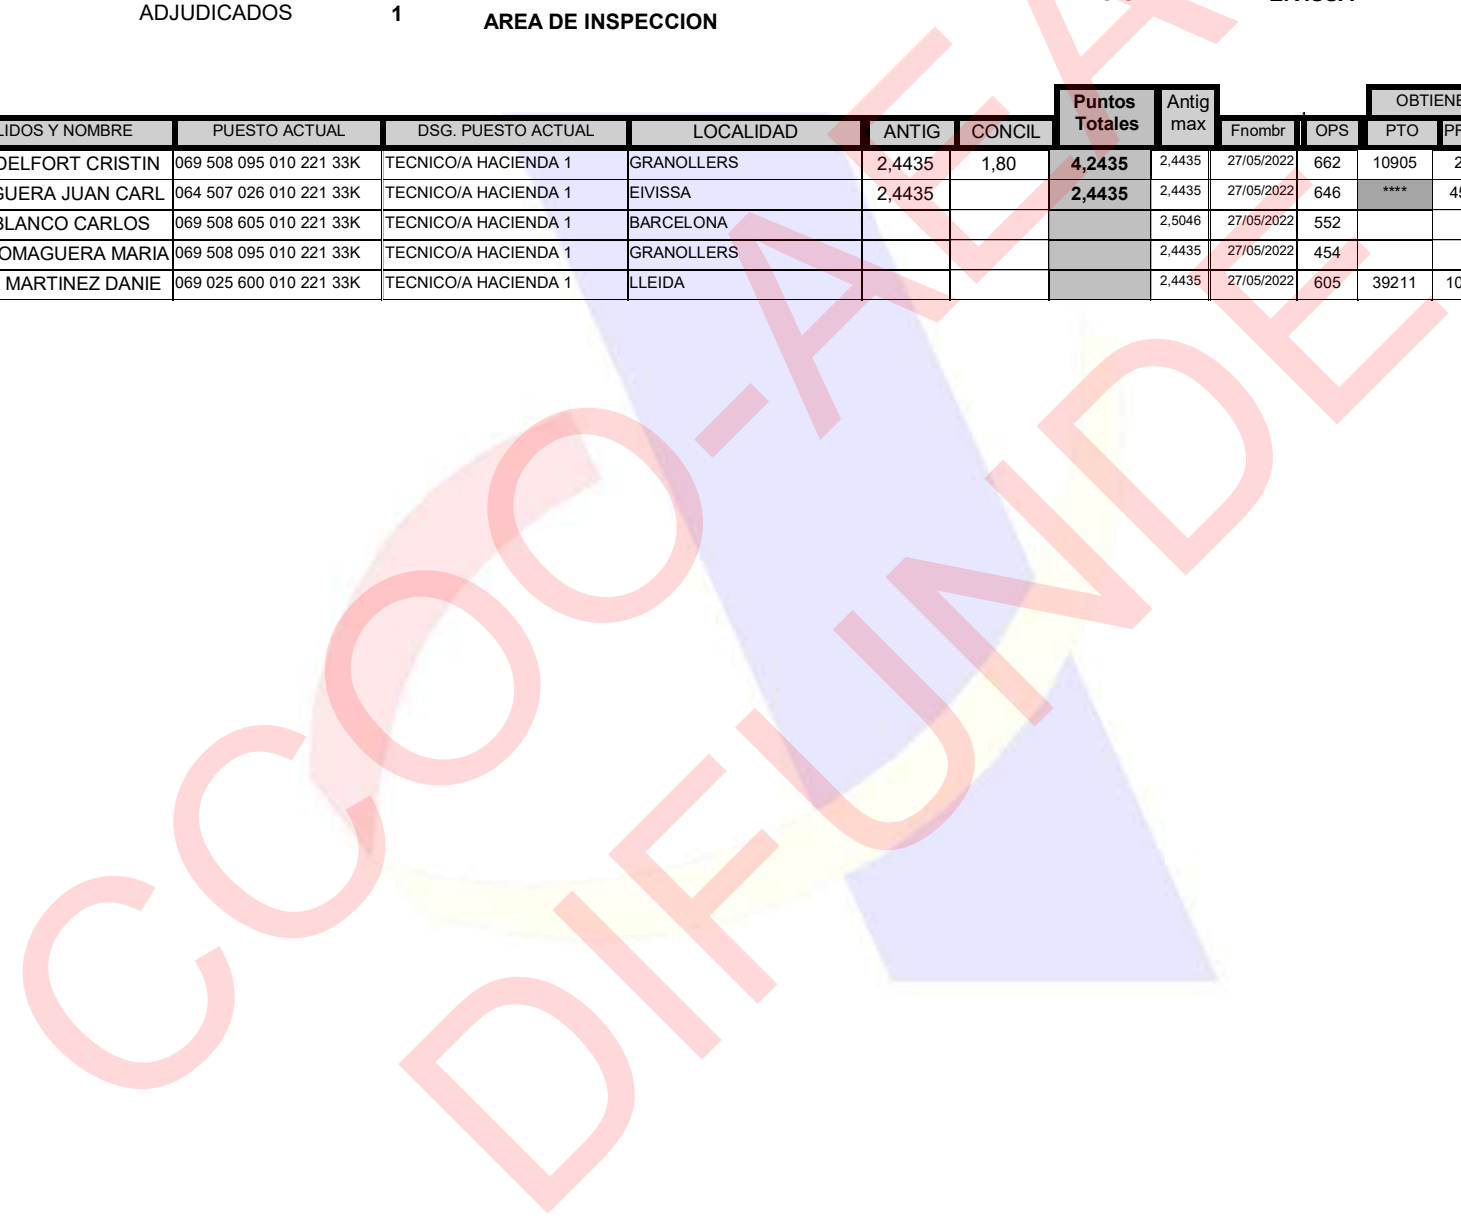 ADJUDICADOS 1 AREA DE INSPECCION
LIDOS Y NOMBRE PUESTO ACTUAL DSG. PUESTO ACTUAL LOCALIDAD ANTIG CONCIL Puntos Totales Antig max Fnombr OPS OBTIENE PTO
DELFORT CRISTIN 069 508 095 010 221 33K TECNICO/A HACIENDA 1 GRANOLLERS 2,4435 1,80 4,2435 2,4435 27/05/2022 662 10905 2
GUERA JUAN CARL 064 507 026 010 221 33K TECNICO/A HACIENDA 1 EIVISSA 2,4435 2,4435 2,4435 27/05/2022 646 **** 45
BLANCO CARLOS 069 508 605 010 221 33K TECNICO/A HACIENDA 1 BARCELONA 2,5046 27/05/2022 552
OMAGUERA MARIA 069 508 095 010 221 33K TECNICO/A HACIENDA 1 GRANOLLERS 2,4435 27/05/2022 454
MARTINEZ DANIE 069 025 600 010 221 33K TECNICO/A HACIENDA 1 LLEIDA 2,4435 27/05/2022 605 39211 10
CCOO-AEA
DIFUNDE